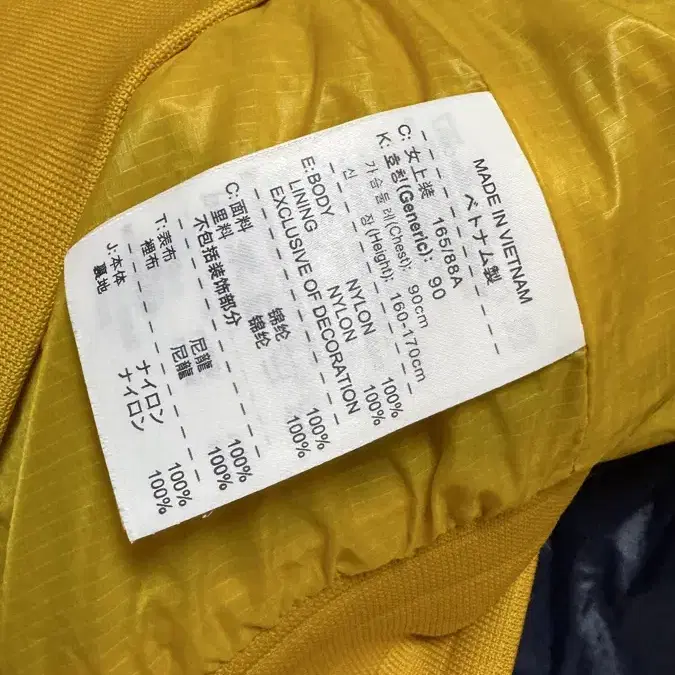 MADE IN VIETNAM
ベトナム製
C: 女上装 165/88A
K: 호칭(Generic): 90
가슴둘레(Chest): 90cm
신 장(Height): 160-170cm
E:BODY NYLON 100%
LINING NYLON 100%
EXCLUSIVE OF DECORATION
C:面料 锦纶 100%
里料 锦纶 100%
不包括装饰部分
T:表布 尼龍 100%
裡布 尼龍 100%
J:本体 ナイロン 100%
裏地 ナイロン 100%